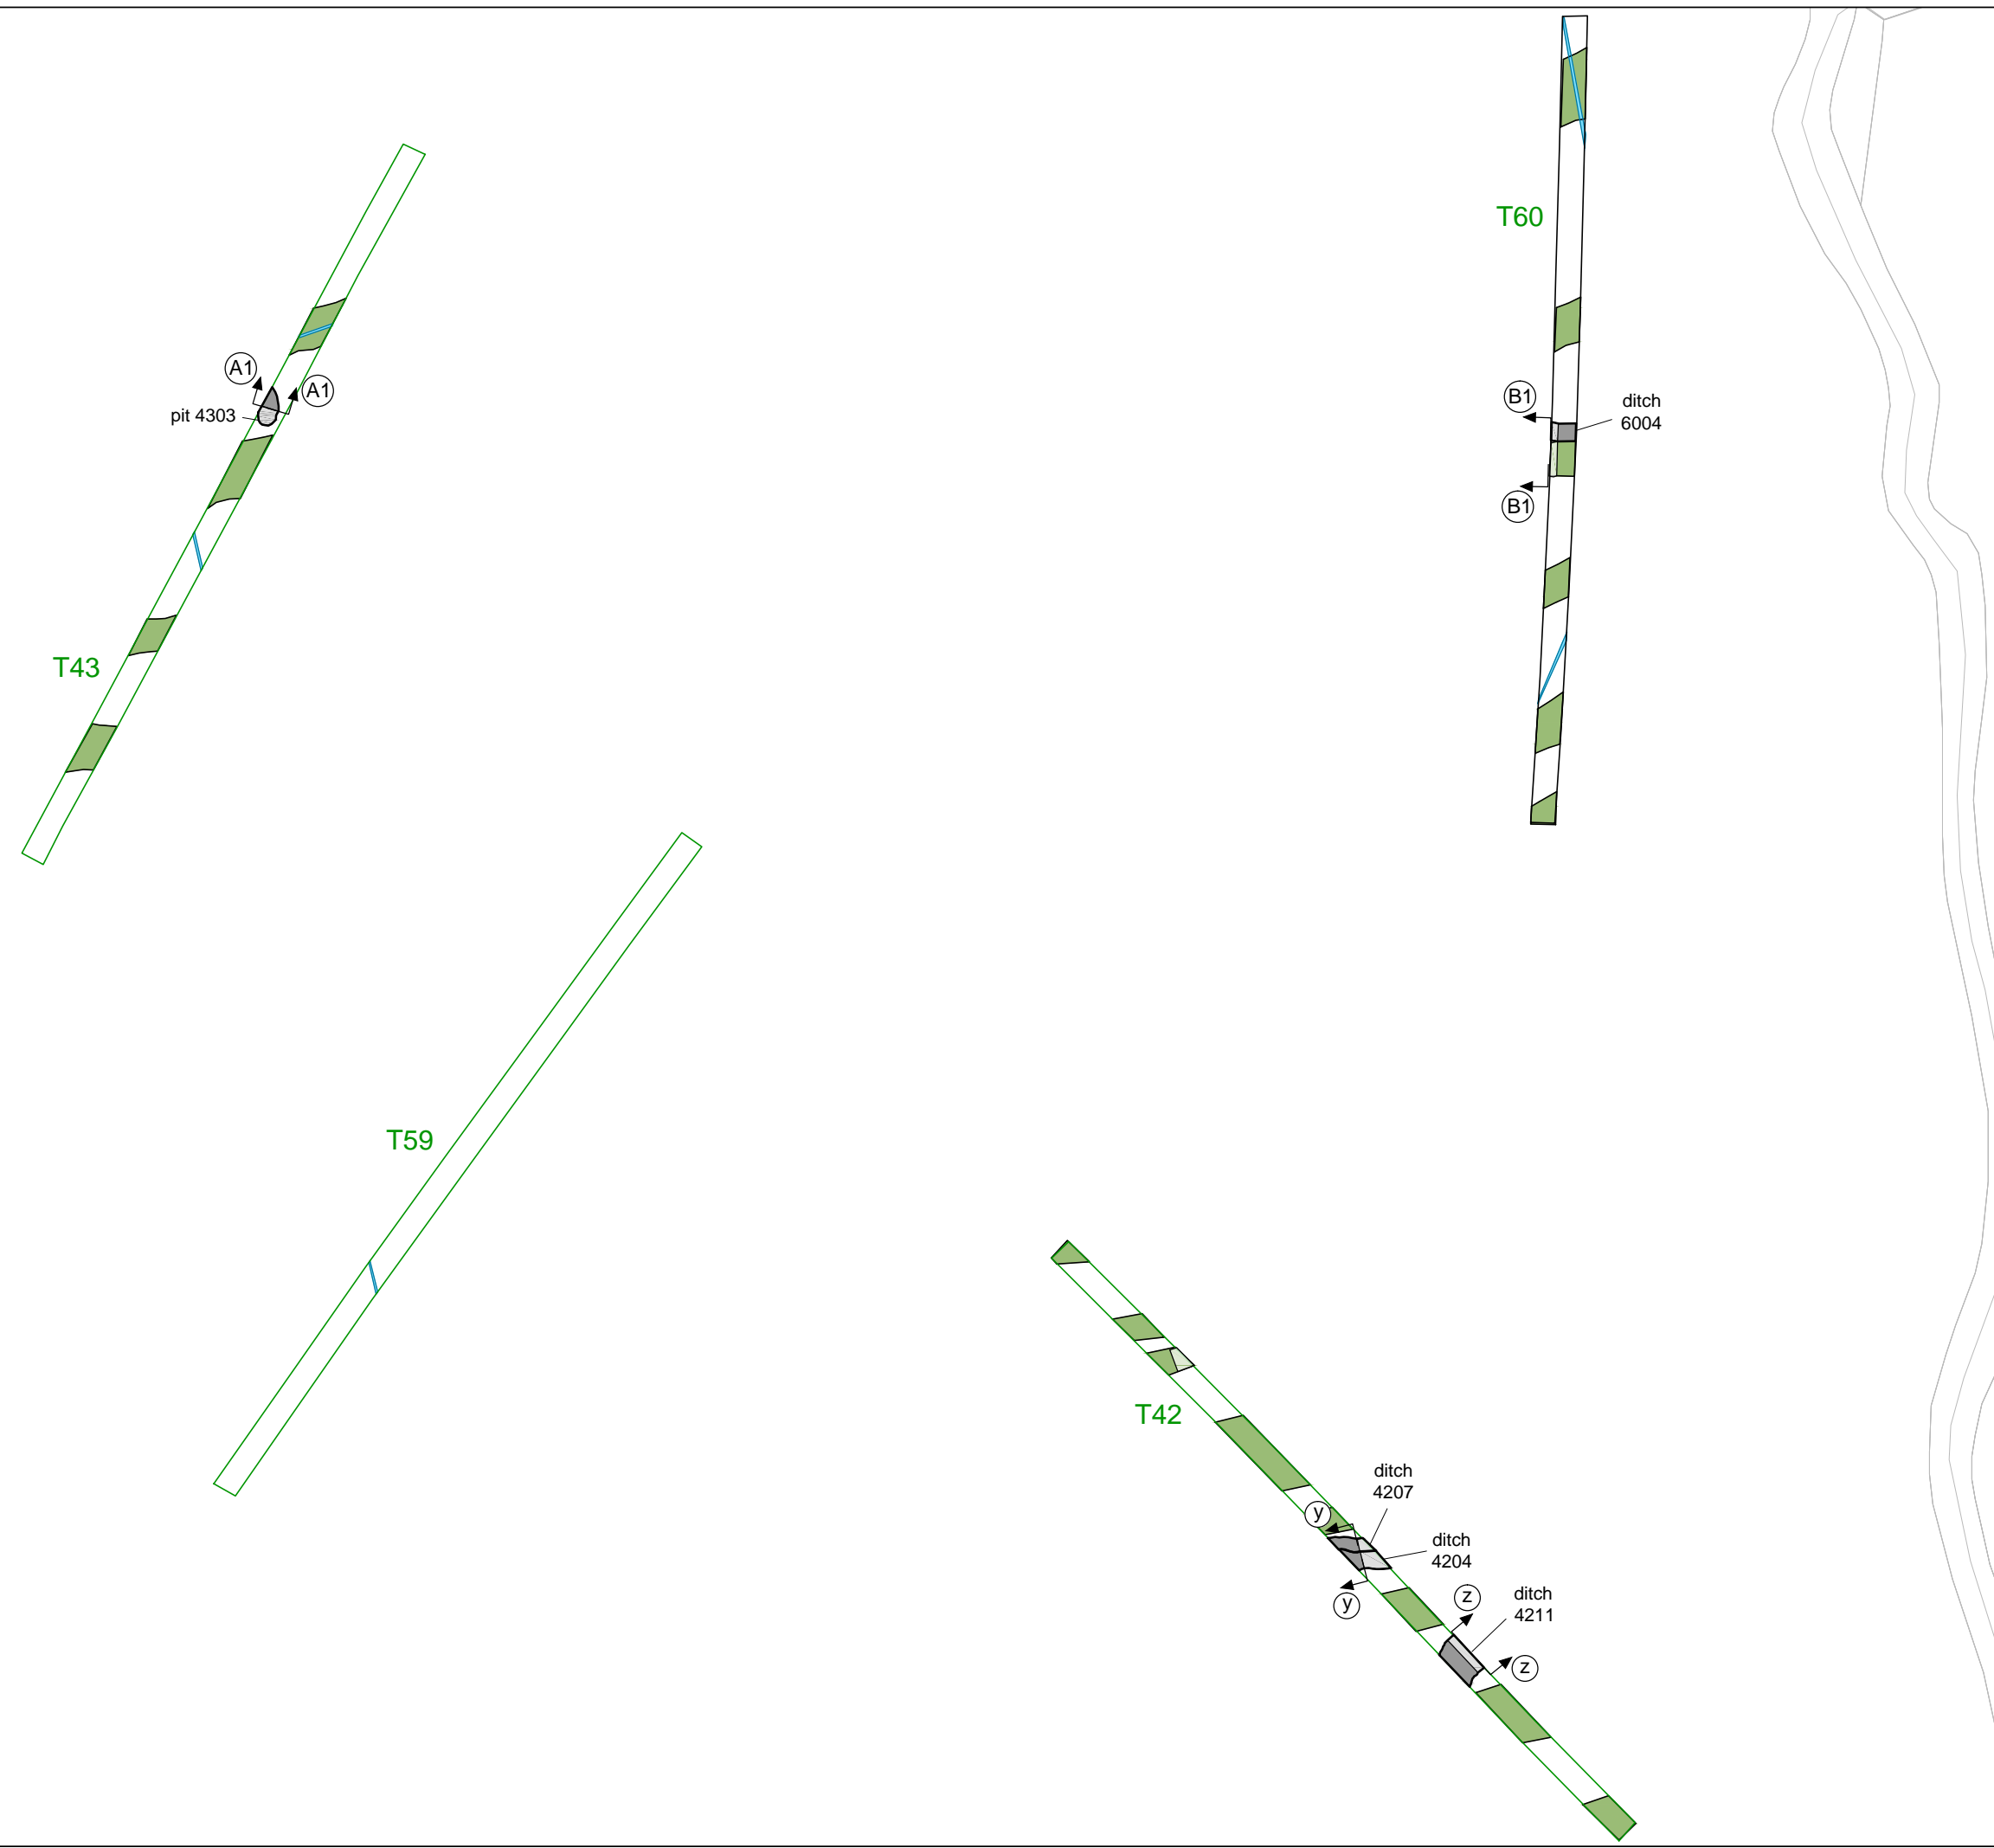 T60
A1
A1
pit 4303
B1
ditch
6004
B1
T43
T59
T42
ditch
4207
y
ditch
4204
y
z
ditch
4211
z